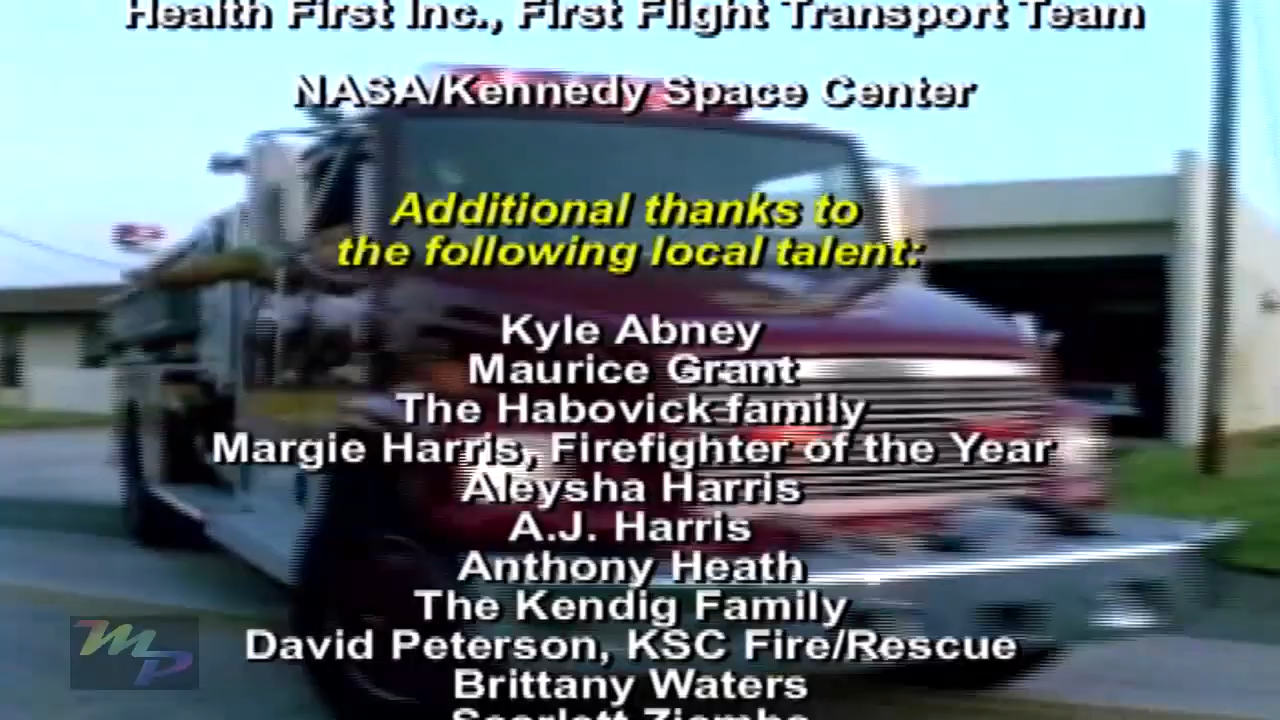 Health First Inc., First Flight Transport Team
NASA/Kennedy Space Center
Additional thanks to
the following local talent:
Kyle Abney
Maurice Grant
The Habovick family
Margie Harris, Firefighter of the Year
Aleysha Harris
A.J. Harris
Anthony Heath
The Kendig Family
David Peterson, KSC Fire/Rescue
Brittany Waters
MP